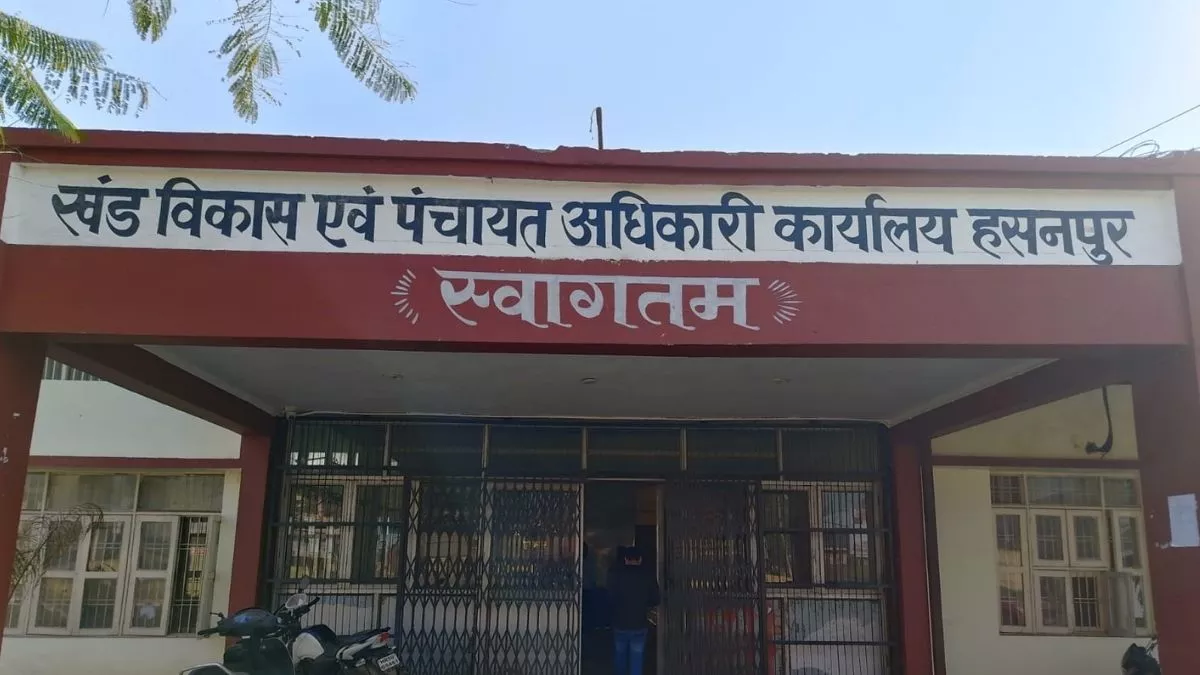 खंड विकास एवं पंचायत अधिकारी कार्यालय हसनपुर
स्वागतम